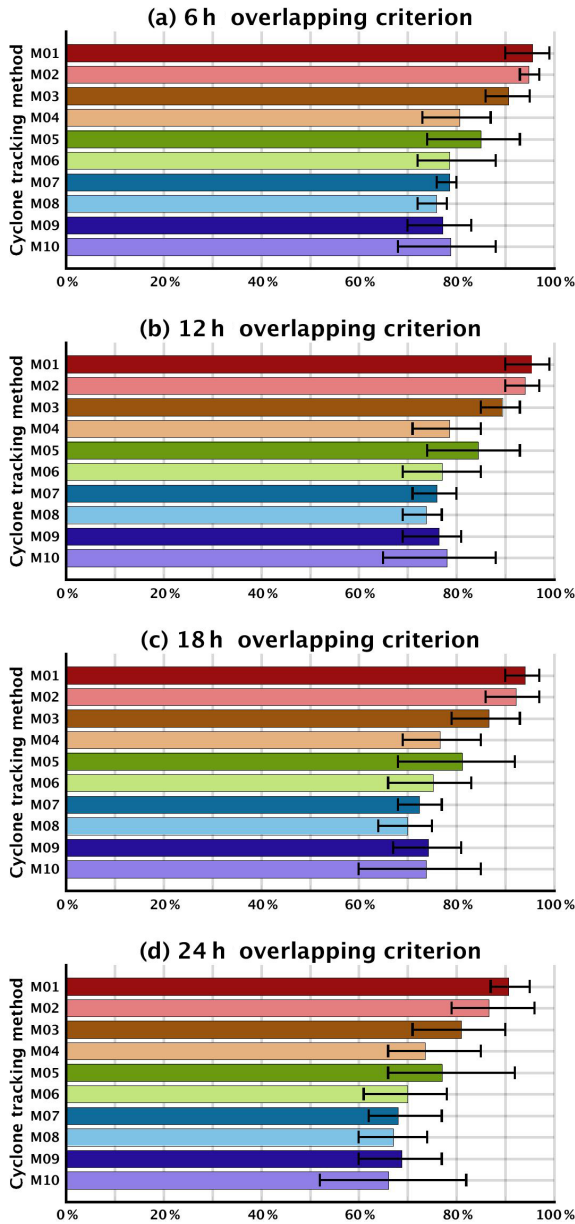 (a) 6 h overlapping criterion
Cyclone tracking method
M01
M02
M03
M04
M05
M06
M07
M08
M09
M10
0 % 20 % 40 % 60 % 80 % 100 %
(b) 12 h overlapping criterion
Cyclone tracking method
M01
M02
M03
M04
M05
M06
M07
M08
M09
M10
0 % 20 % 40 % 60 % 80 % 100 %
(c) 18 h overlapping criterion
Cyclone tracking method
M01
M02
M03
M04
M05
M06
M07
M08
M09
M10
0 % 20 % 40 % 60 % 80 % 100 %
(d) 24 h overlapping criterion
Cyclone tracking method
M01
M02
M03
M04
M05
M06
M07
M08
M09
M10
0 % 20 % 40 % 60 % 80 % 100 %